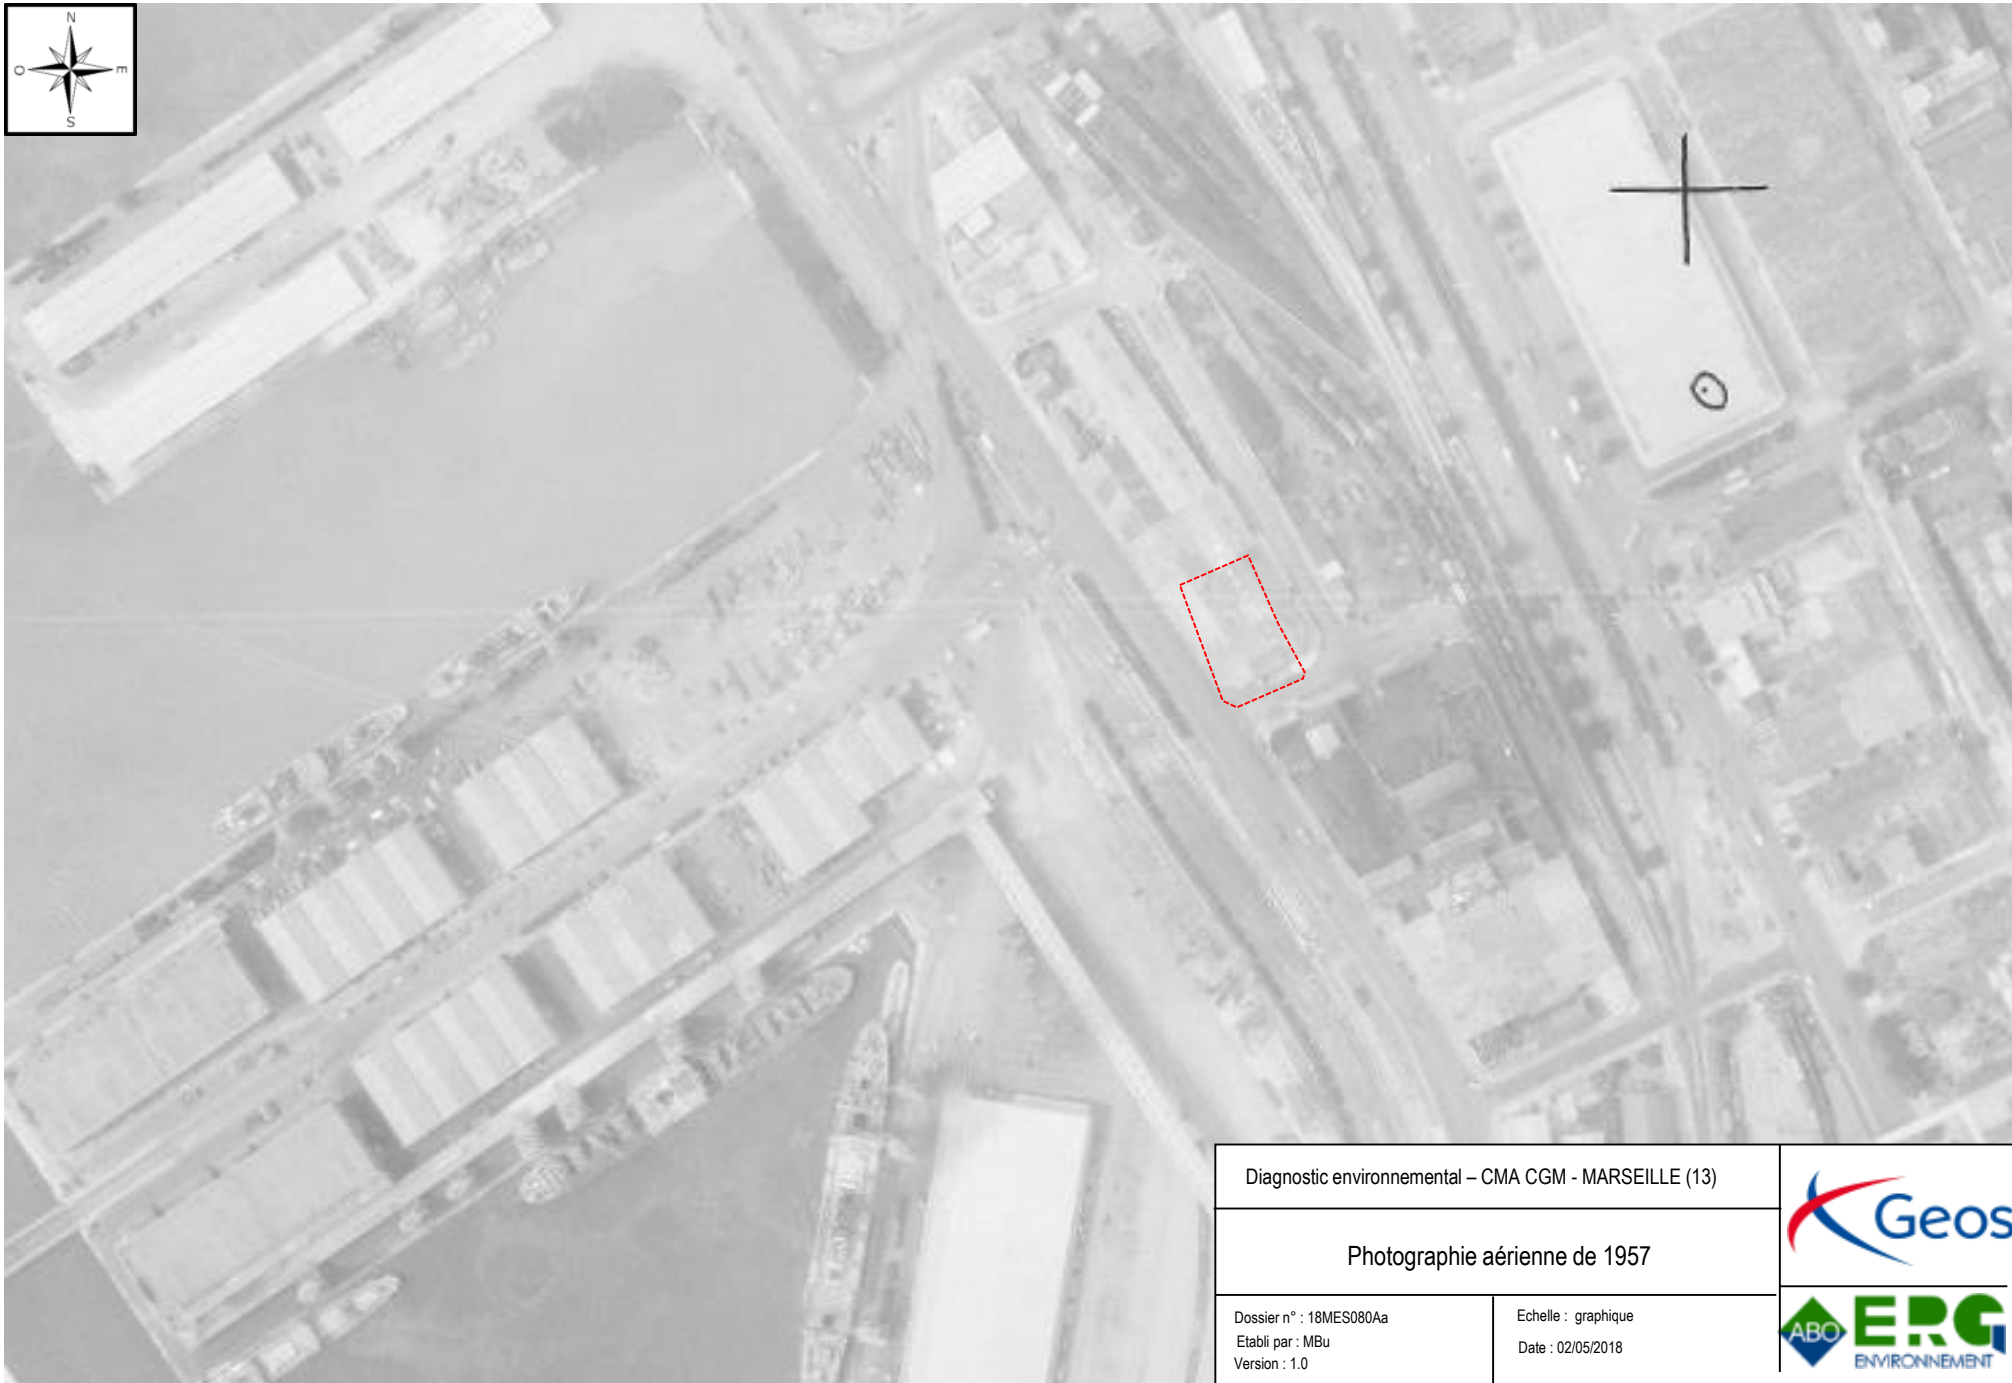 N
O E
S
Diagnostic environnemental – CMA CGM - MARSEILLE (13)
Photographie aérienne de 1957
Dossier n° : 18MES080Aa
Etabli par : MBu
Version : 1.0
Echelle : graphique
Date : 02/05/2018
Geos
ABO ERG
ENVIRONNEMENT